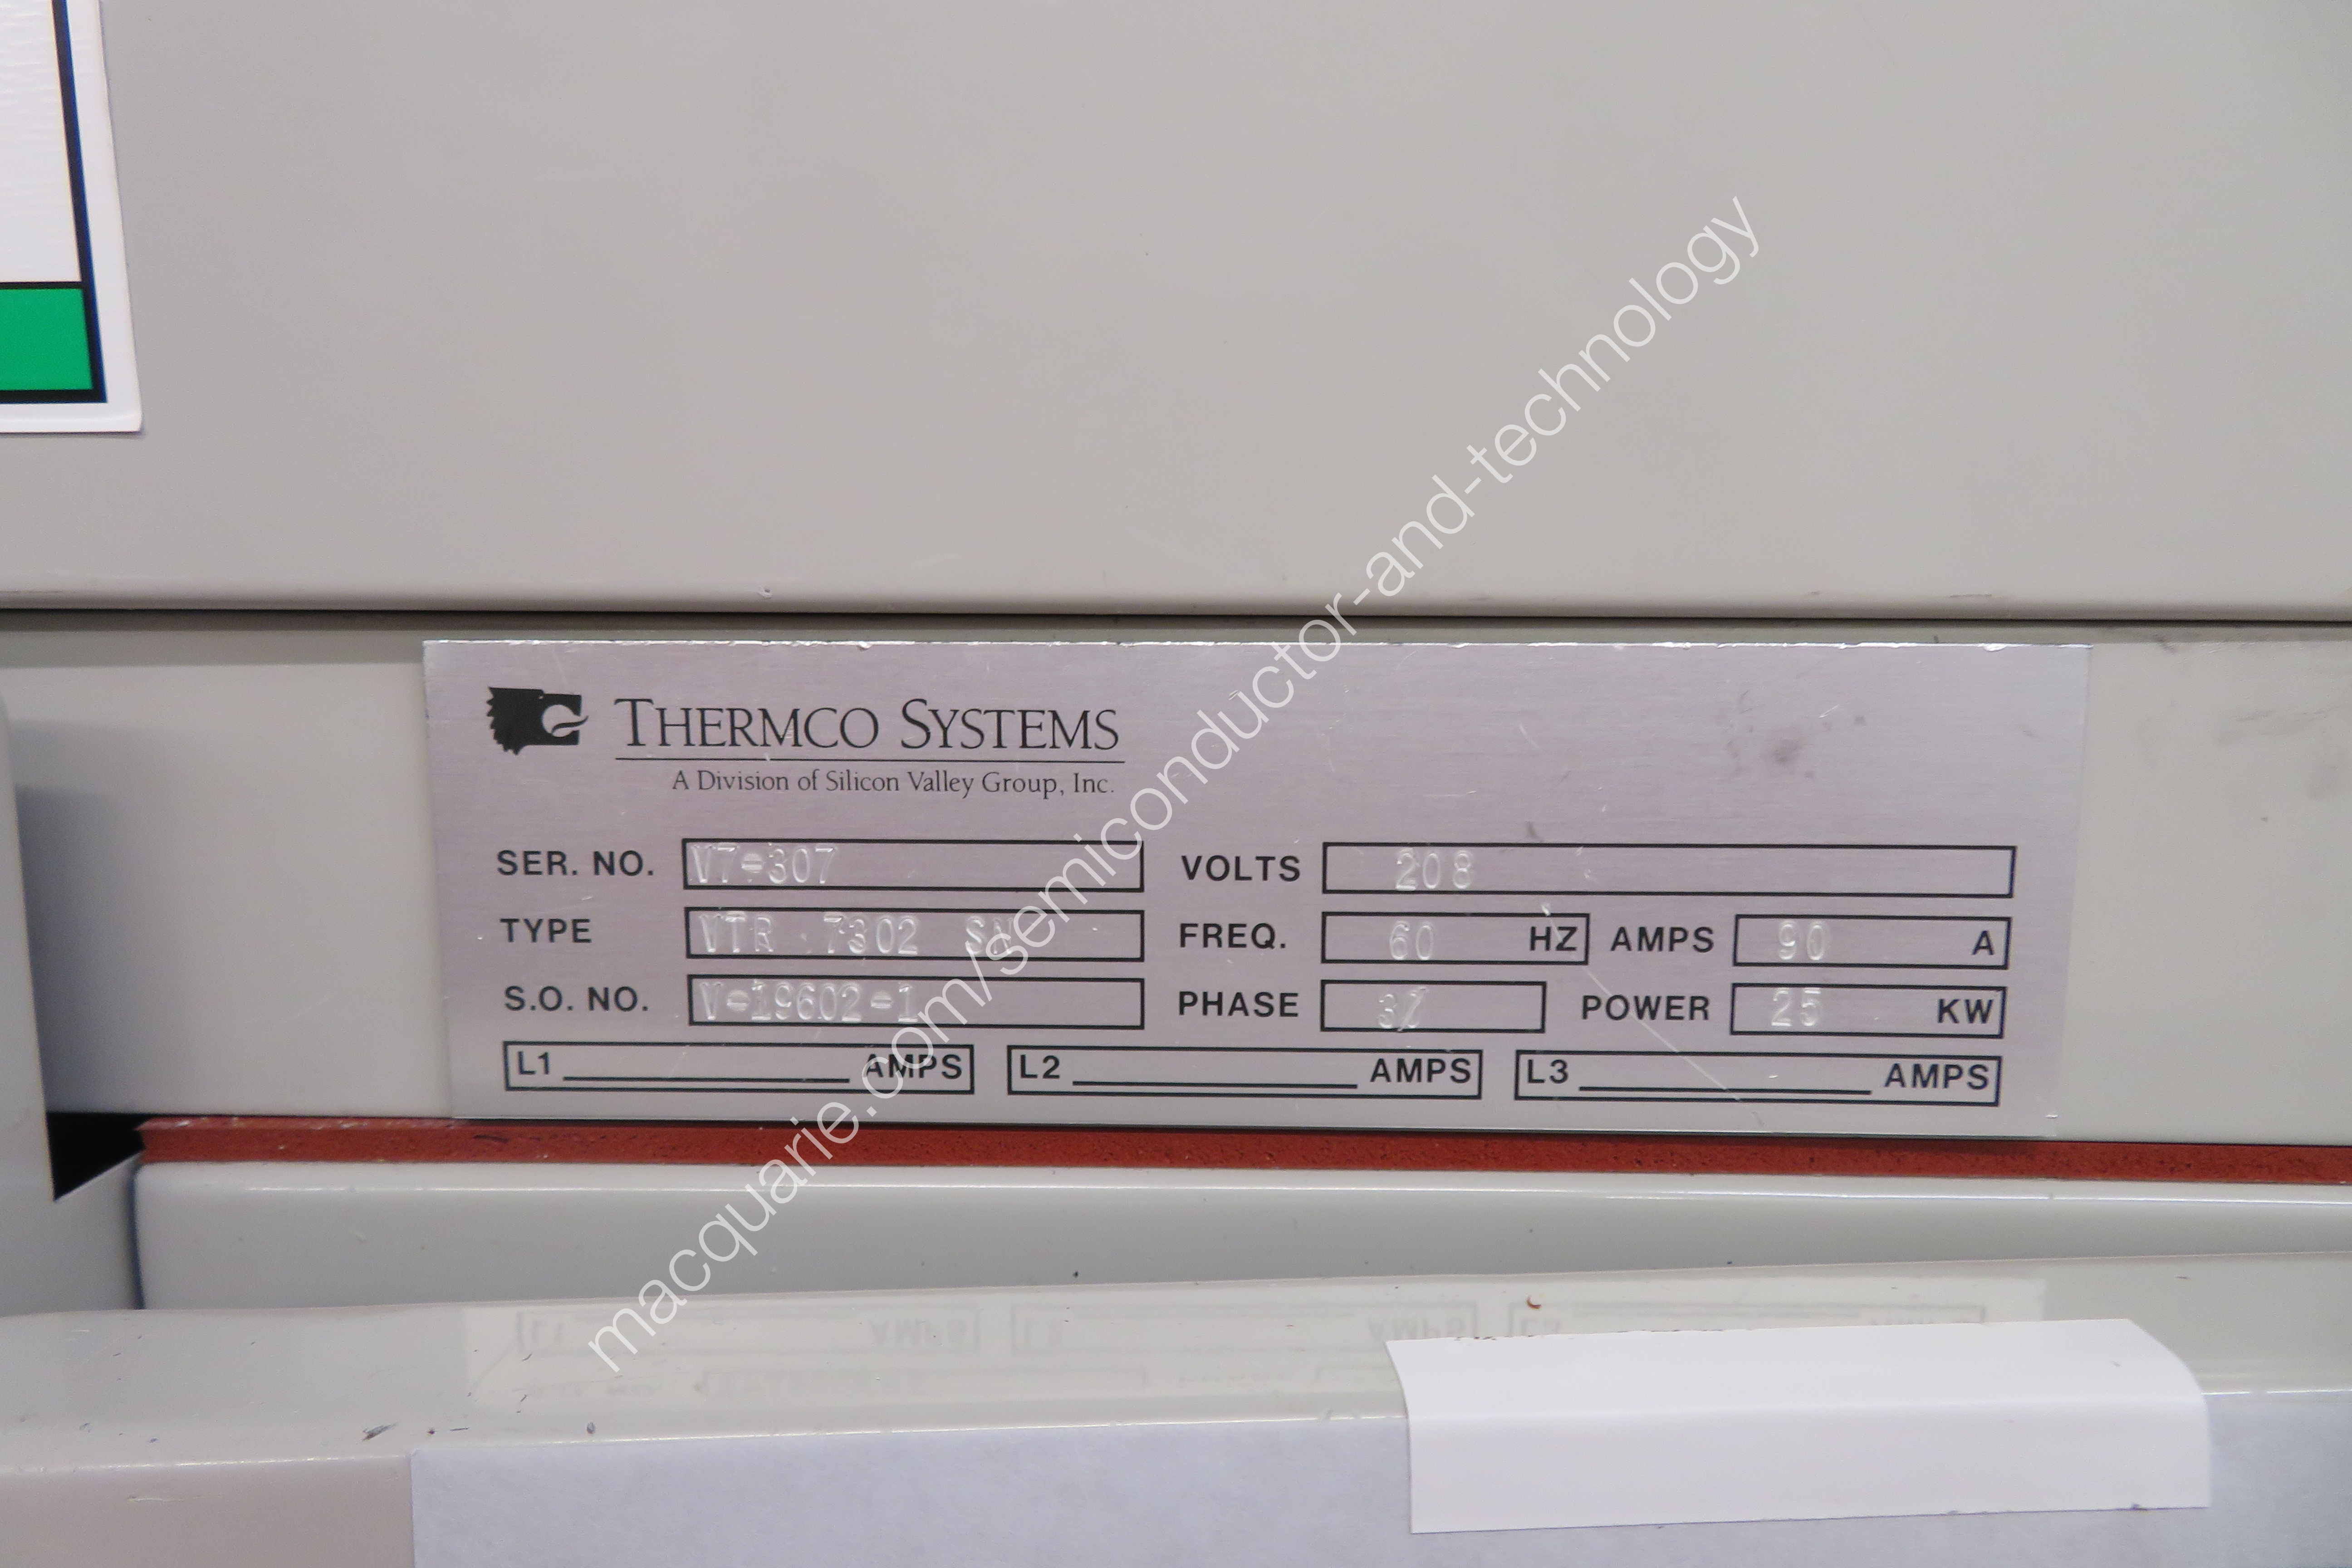 THERMCO SYSTEMS
A Division of Silicon Valley Group, Inc.
SER. NO. V7-307 VOLTS 208
TYPE VTR 7302 SN FREQ. 60 HZ AMPS 90 A
S.O. NO. V-19602-1 PHASE 3Ø POWER 25 KW
L1 AMPS L2 AMPS L3 AMPS
macquarie.com/semiconductor-and-technology